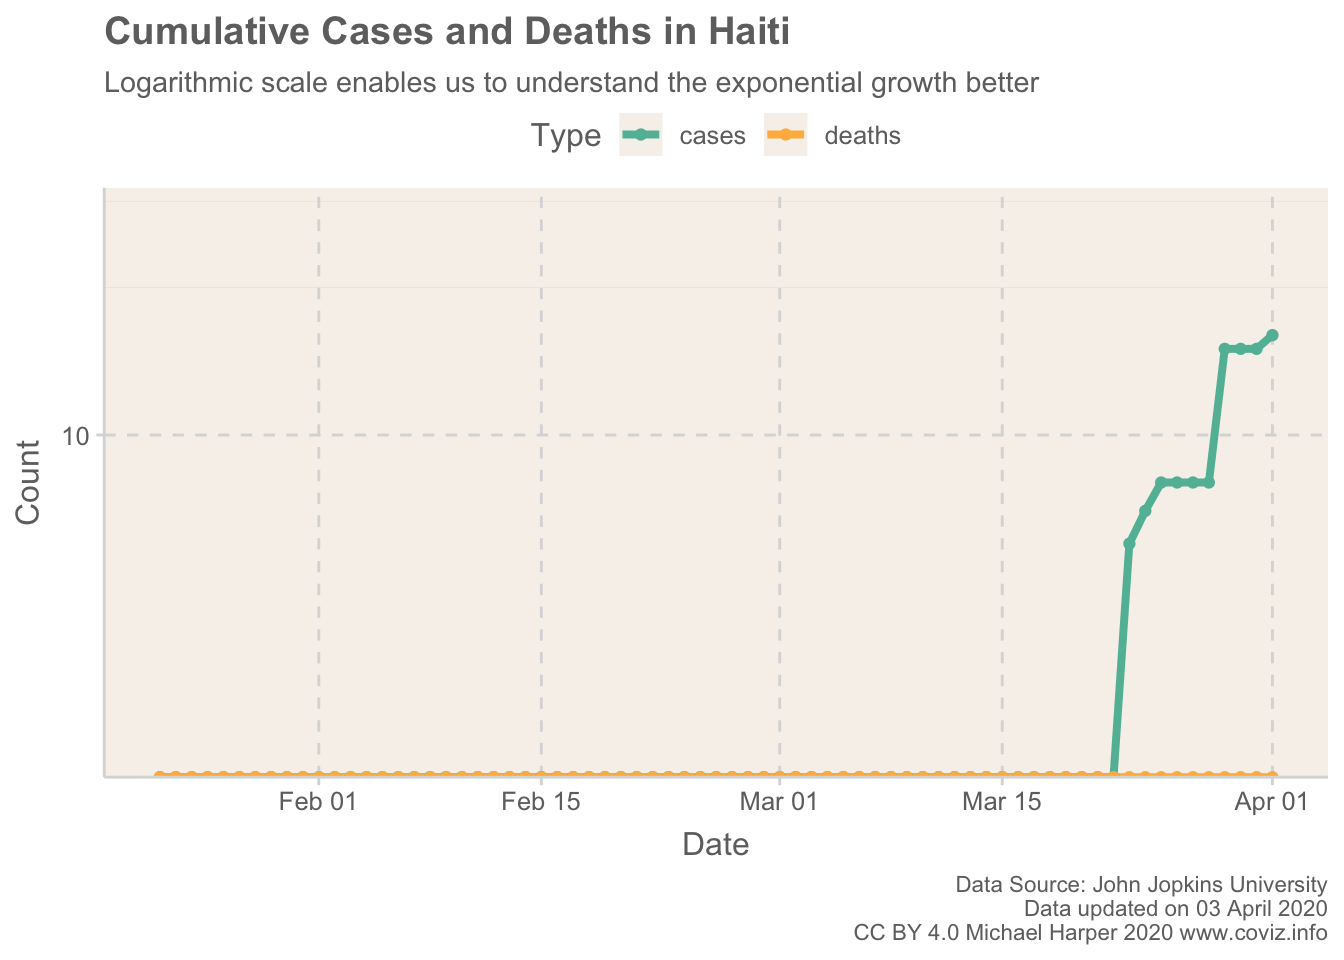 Cumulative Cases and Deaths in Haiti
Logarithmic scale enables us to understand the exponential growth better
Type cases deaths
Count
10
Feb 01 Feb 15 Mar 01 Mar 15 Apr 01
Date
Data Source: John Jopkins University
Data updated on 03 April 2020
CC BY 4.0 Michael Harper 2020 www.coviz.info